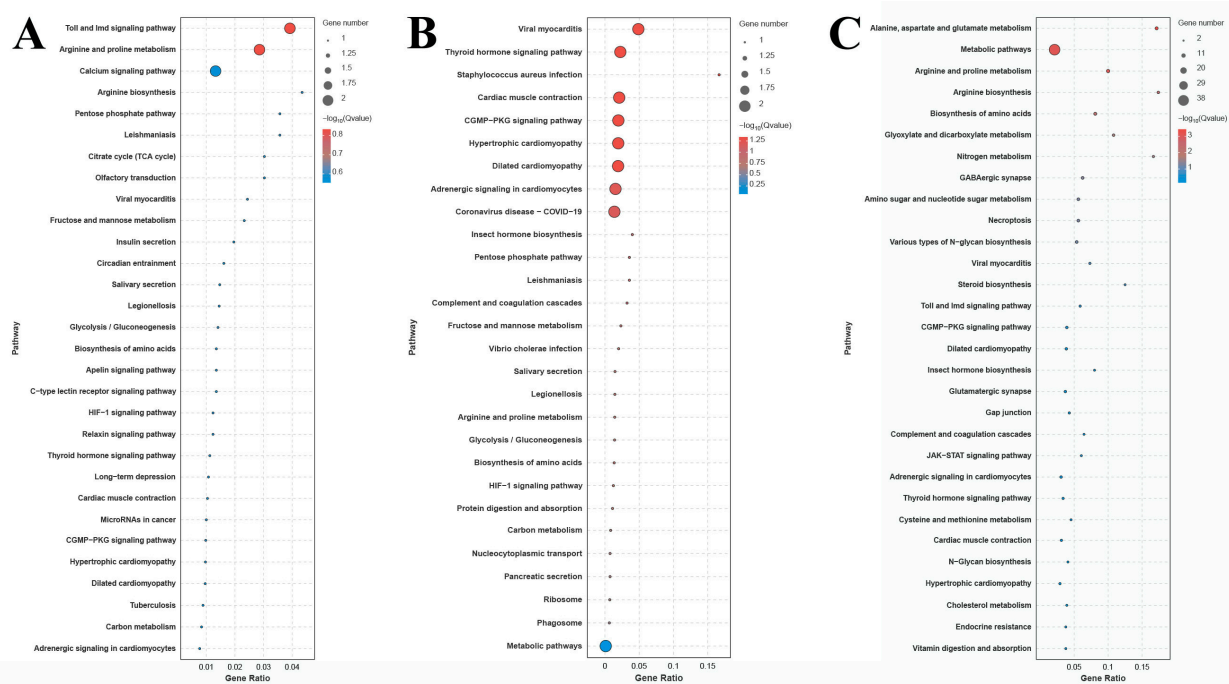 A
Toll and Imd signaling pathway
Arginine and proline metabolism
Calcium signaling pathway
Arginine biosynthesis
Pentose phosphate pathway
Leishmaniasis
Citrate cycle (TCA cycle)
Olfactory transduction
Viral myocarditis
Fructose and mannose metabolism
Insulin secretion
Circadian entrainment
Salivary secretion
Legionellosis
Glycolysis / Gluconeogenesis
Biosynthesis of amino acids
Apelin signaling pathway
C−type lectin receptor signaling pathway
HIF−1 signaling pathway
Relaxin signaling pathway
Thyroid hormone signaling pathway
Long−term depression
Cardiac muscle contraction
MicroRNAs in cancer
CGMP−PKG signaling pathway
Hypertrophic cardiomyopathy
Dilated cardiomyopathy
Tuberculosis
Carbon metabolism
Adrenergic signaling in cardiomyocytes
Pathway
0.01 0.02 0.03 0.04
Gene Ratio
Gene number
1
1.25
1.5
1.75
2
−log10(Qvalue)
0.8
0.7
0.6
B
Viral myocarditis
Thyroid hormone signaling pathway
Staphylococcus aureus infection
Cardiac muscle contraction
CGMP−PKG signaling pathway
Hypertrophic cardiomyopathy
Dilated cardiomyopathy
Adrenergic signaling in cardiomyocytes
Coronavirus disease − COVID−19
Insect hormone biosynthesis
Pentose phosphate pathway
Leishmaniasis
Complement and coagulation cascades
Fructose and mannose metabolism
Vibrio cholerae infection
Salivary secretion
Legionellosis
Arginine and proline metabolism
Glycolysis / Gluconeogenesis
Biosynthesis of amino acids
HIF−1 signaling pathway
Protein digestion and absorption
Carbon metabolism
Nucleocytoplasmic transport
Pancreatic secretion
Ribosome
Phagosome
Metabolic pathways
Pathway
0 0.05 0.1 0.15
Gene Ratio
Gene number
1
1.25
1.5
1.75
2
−log10(Qvalue)
1.25
1
0.75
0.5
0.25
C
Alanine, aspartate and glutamate metabolism
Metabolic pathways
Arginine and proline metabolism
Arginine biosynthesis
Biosynthesis of amino acids
Glyoxylate and dicarboxylate metabolism
Nitrogen metabolism
GABAergic synapse
Amino sugar and nucleotide sugar metabolism
Necroptosis
Various types of N−glycan biosynthesis
Viral myocarditis
Steroid biosynthesis
Toll and Imd signaling pathway
CGMP−PKG signaling pathway
Dilated cardiomyopathy
Insect hormone biosynthesis
Glutamatergic synapse
Gap junction
Complement and coagulation cascades
JAK−STAT signaling pathway
Adrenergic signaling in cardiomyocytes
Thyroid hormone signaling pathway
Cysteine and methionine metabolism
Cardiac muscle contraction
N−Glycan biosynthesis
Hypertrophic cardiomyopathy
Cholesterol metabolism
Endocrine resistance
Vitamin digestion and absorption
Pathway
0.05 0.1 0.15
Gene Ratio
Gene number
2
11
20
29
38
−log10(Qvalue)
3
2
1